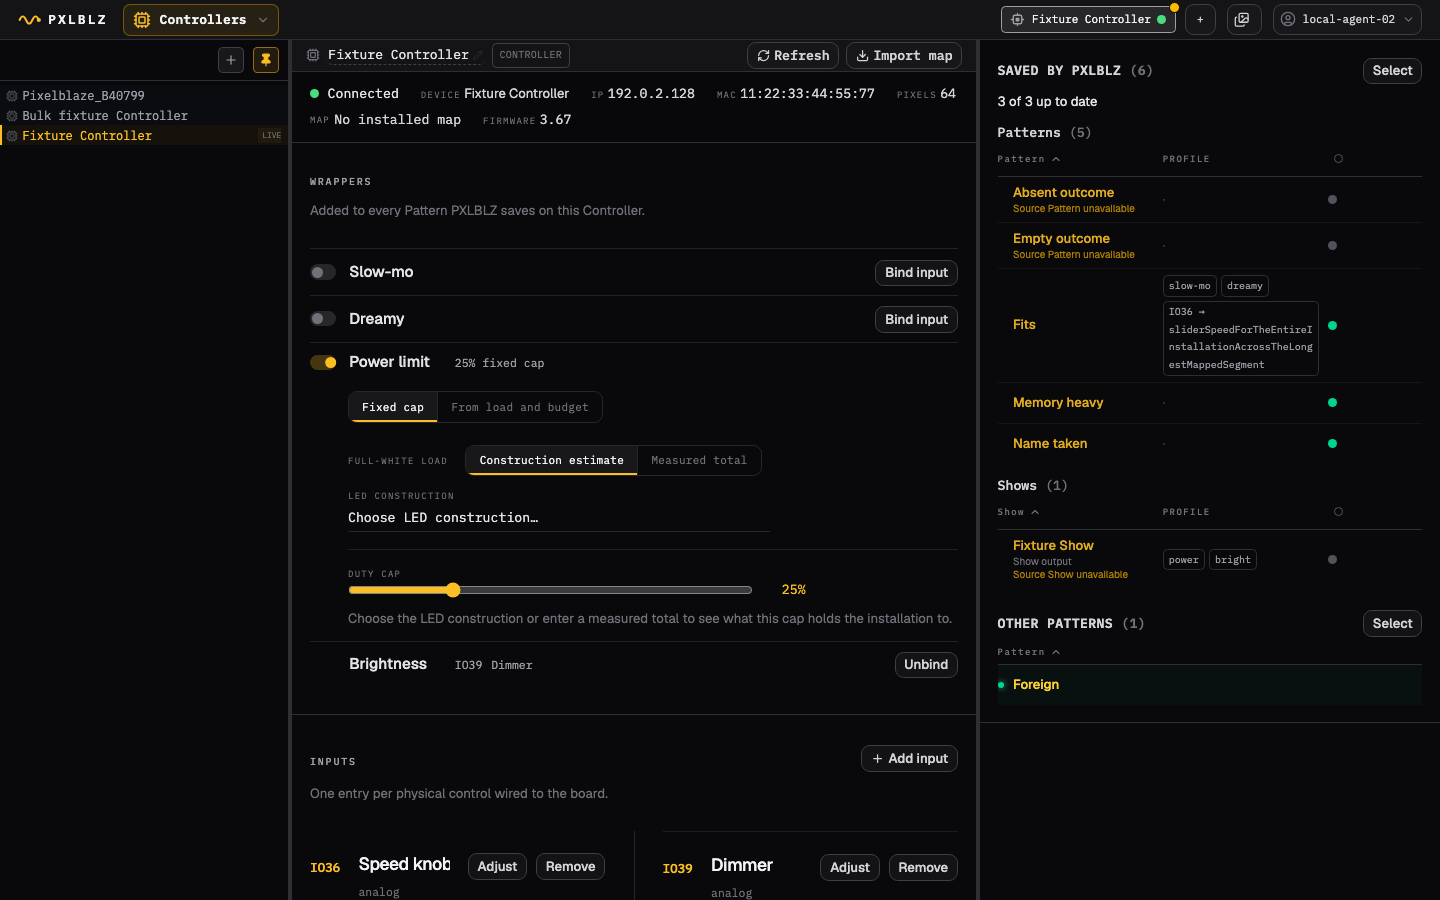 PXLBLZ
Controllers
Fixture Controller
+
local-agent-02
Pixelblaze_B40799
Bulk fixture Controller
Fixture Controller
LIVE
Fixture Controller
CONTROLLER
Refresh
Import map
Connected
DEVICE Fixture Controller
IP 192.0.2.128
MAC 11:22:33:44:55:77
PIXELS 64
MAP No installed map
FIRMWARE 3.67
WRAPPERS
Added to every Pattern PXLBLZ saves on this Controller.
Slow-mo
Bind input
Dreamy
Bind input
Power limit
25% fixed cap
Fixed cap
From load and budget
FULL-WHITE LOAD
Construction estimate
Measured total
LED CONSTRUCTION
Choose LED construction…
DUTY CAP
25%
Choose the LED construction or enter a measured total to see what this cap holds the installation to.
Brightness
IO39 Dimmer
Unbind
INPUTS
+ Add input
One entry per physical control wired to the board.
IO36
Speed knob
Adjust
Remove
analog
IO39
Dimmer
Adjust
Remove
analog
SAVED BY PXLBLZ (6)
Select
3 of 3 up to date
Patterns (5)
Pattern
PROFILE
Absent outcome
Source Pattern unavailable
Empty outcome
Source Pattern unavailable
Fits
slow-mo
dreamy
IO36 →
sliderSpeedForTheEntireI
nstallationAcrossTheLong
estMappedSegment
Memory heavy
Name taken
Shows (1)
Show
PROFILE
Fixture Show
Show output
Source Show unavailable
power
bright
OTHER PATTERNS (1)
Select
Pattern
Foreign